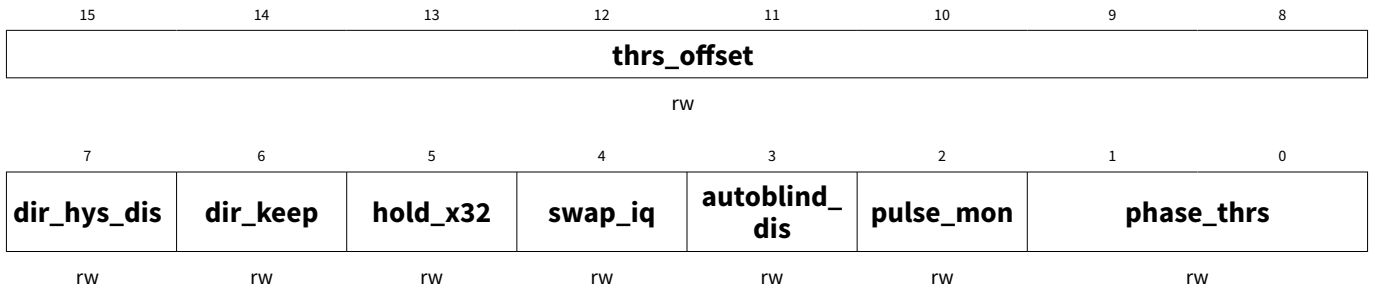 15 14 13 12 11 10 9 8
thrs_offset
rw
7 6 5 4 3 2 1 0
dir_hys_dis dir_keep hold_x32 swap_iq autoblind_ pulse_mon phase_thrs
dis
rw rw rw rw rw rw rw